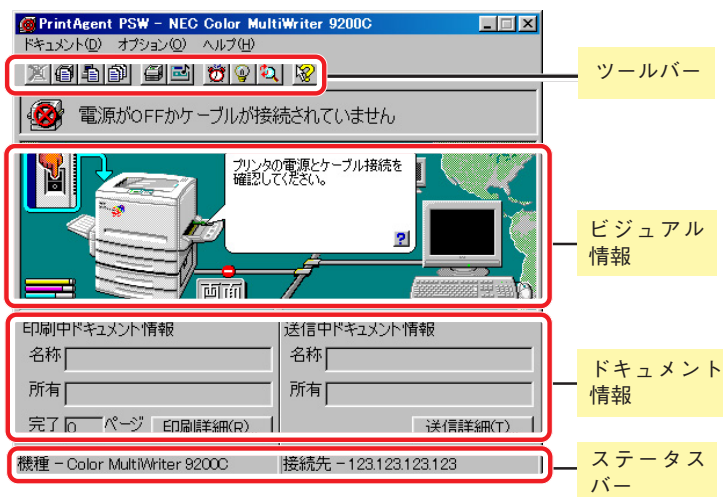 PrintAgent PSW - NEC Color MultiWriter 9200C
ドキュメント(D) オプション(O) ヘルプ(H)
ツールバー
電源がOFFかケーブルが接続されていません
プリンタの電源とケーブル接続を
確認してください。
?
両面
ビジュアル
情報
印刷中ドキュメント情報
名称
所有
完了 0 ページ 印刷詳細(R)
送信中ドキュメント情報
名称
所有
送信詳細(T)
ドキュメント
情報
機種 - Color MultiWriter 9200C
接続先 - 123.123.123.123
ステータス
バー